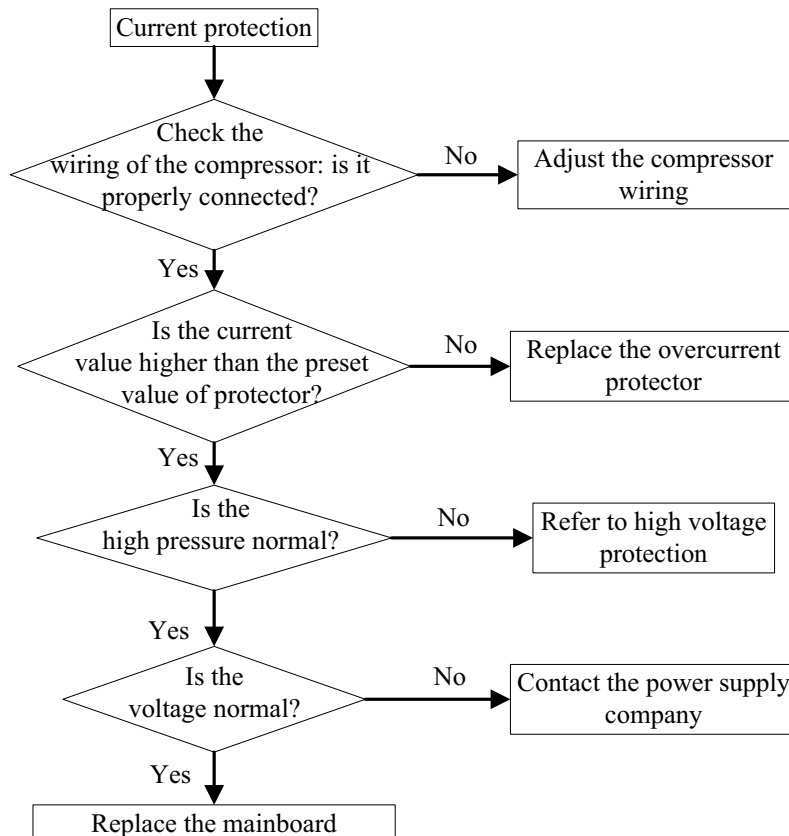 Current protection
Check the
wiring of the compressor: is it
properly connected?
No
Adjust the compressor
wiring
Yes
Is the current
value higher than the preset
value of protector?
No
Replace the overcurrent
protector
Yes
Is the
high pressure normal?
No
Refer to high voltage
protection
Yes
Is the
voltage normal?
No
Contact the power supply
company
Yes
Replace the mainboard